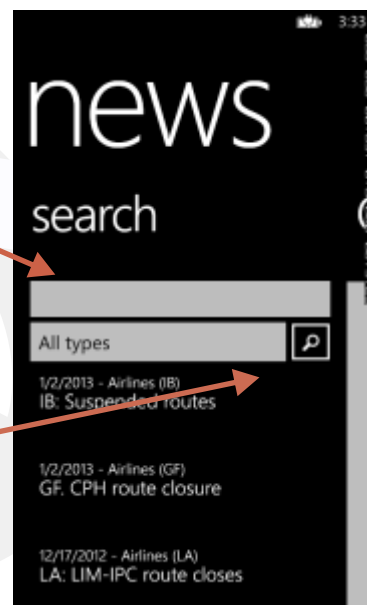 3:33
news
search
All types
1/2/2013 - Airlines (IB)
IB: Suspended routes
1/2/2013 - Airlines (GF)
GF. CPH route closure
12/17/2012 - Airlines (LA)
LA: LIM-IPC route closes